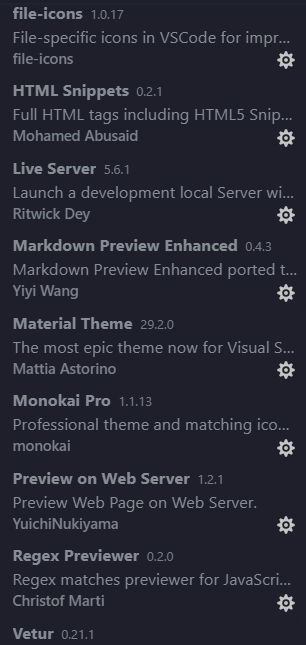 file-icons 1.0.17
File-specific icons in VSCode for impr...
file-icons
HTML Snippets 0.2.1
Full HTML tags including HTML5 Snip...
Mohamed Abusaid
Live Server 5.6.1
Launch a development local Server wi...
Ritwick Dey
Markdown Preview Enhanced 0.4.3
Markdown Preview Enhanced ported t...
Yiyi Wang
Material Theme 29.2.0
The most epic theme now for Visual S...
Mattia Astorino
Monokai Pro 1.1.13
Professional theme and matching ico...
monokai
Preview on Web Server 1.2.1
Preview Web Page on Web Server.
YuichiNukiyama
Regex Previewer 0.2.0
Regex matches previewer for JavaScri...
Christof Marti
Vetur 0.21.1